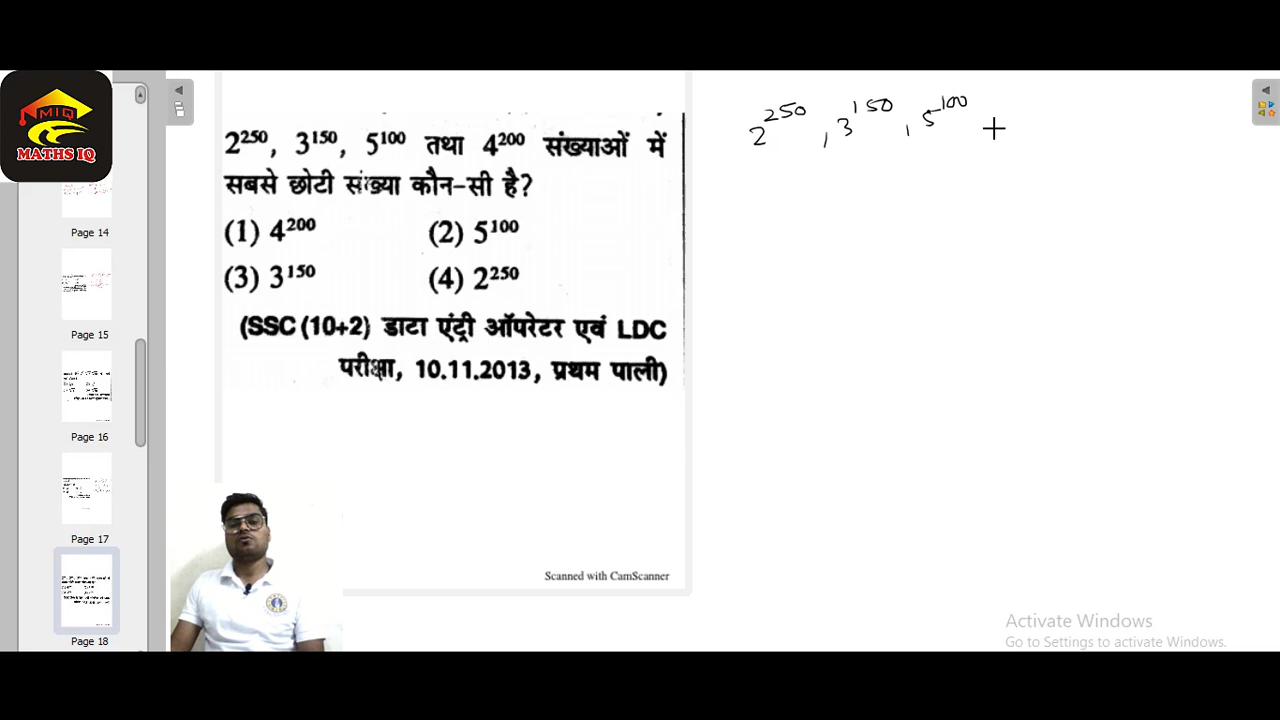 MIQ
MATHS IQ
Page 14
Page 15
Page 16
Page 17
Page 18
2²⁵⁰, 3¹⁵⁰, 5¹⁰⁰ तथा 4²⁰⁰ संख्याओं में
सबसे छोटी संख्या कौन-सी है?
(1) 4²⁰⁰ (2) 5¹⁰⁰
(3) 3¹⁵⁰ (4) 2²⁵⁰
(SSC (10+2) डाटा एंट्री ऑपरेटर एवं LDC
परीक्षा, 10.11.2013, प्रथम पाली)
Scanned with CamScanner
2²⁵⁰, 3¹⁵⁰, 5¹⁰⁰
Activate Windows
Go to Settings to activate Windows.